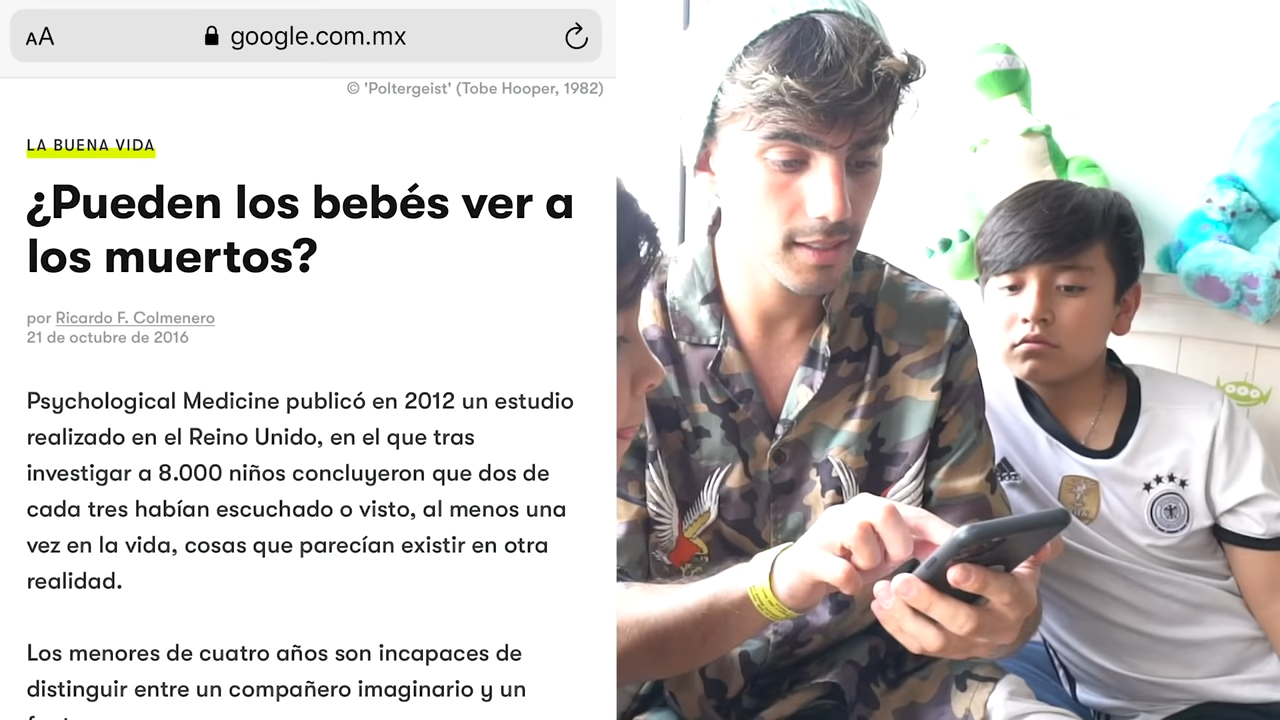 AA
google.com.mx
© 'Poltergeist' (Tobe Hooper, 1982)
LA BUENA VIDA
¿Pueden los bebés ver a
los muertos?
por Ricardo F. Colmenero
21 de octubre de 2016
Psychological Medicine publicó en 2012 un estudio
realizado en el Reino Unido, en el que tras
investigar a 8.000 niños concluyeron que dos de
cada tres habían escuchado o visto, al menos una
vez en la vida, cosas que parecían existir en otra
realidad.
Los menores de cuatro años son incapaces de
distinguir entre un compañero imaginario y un